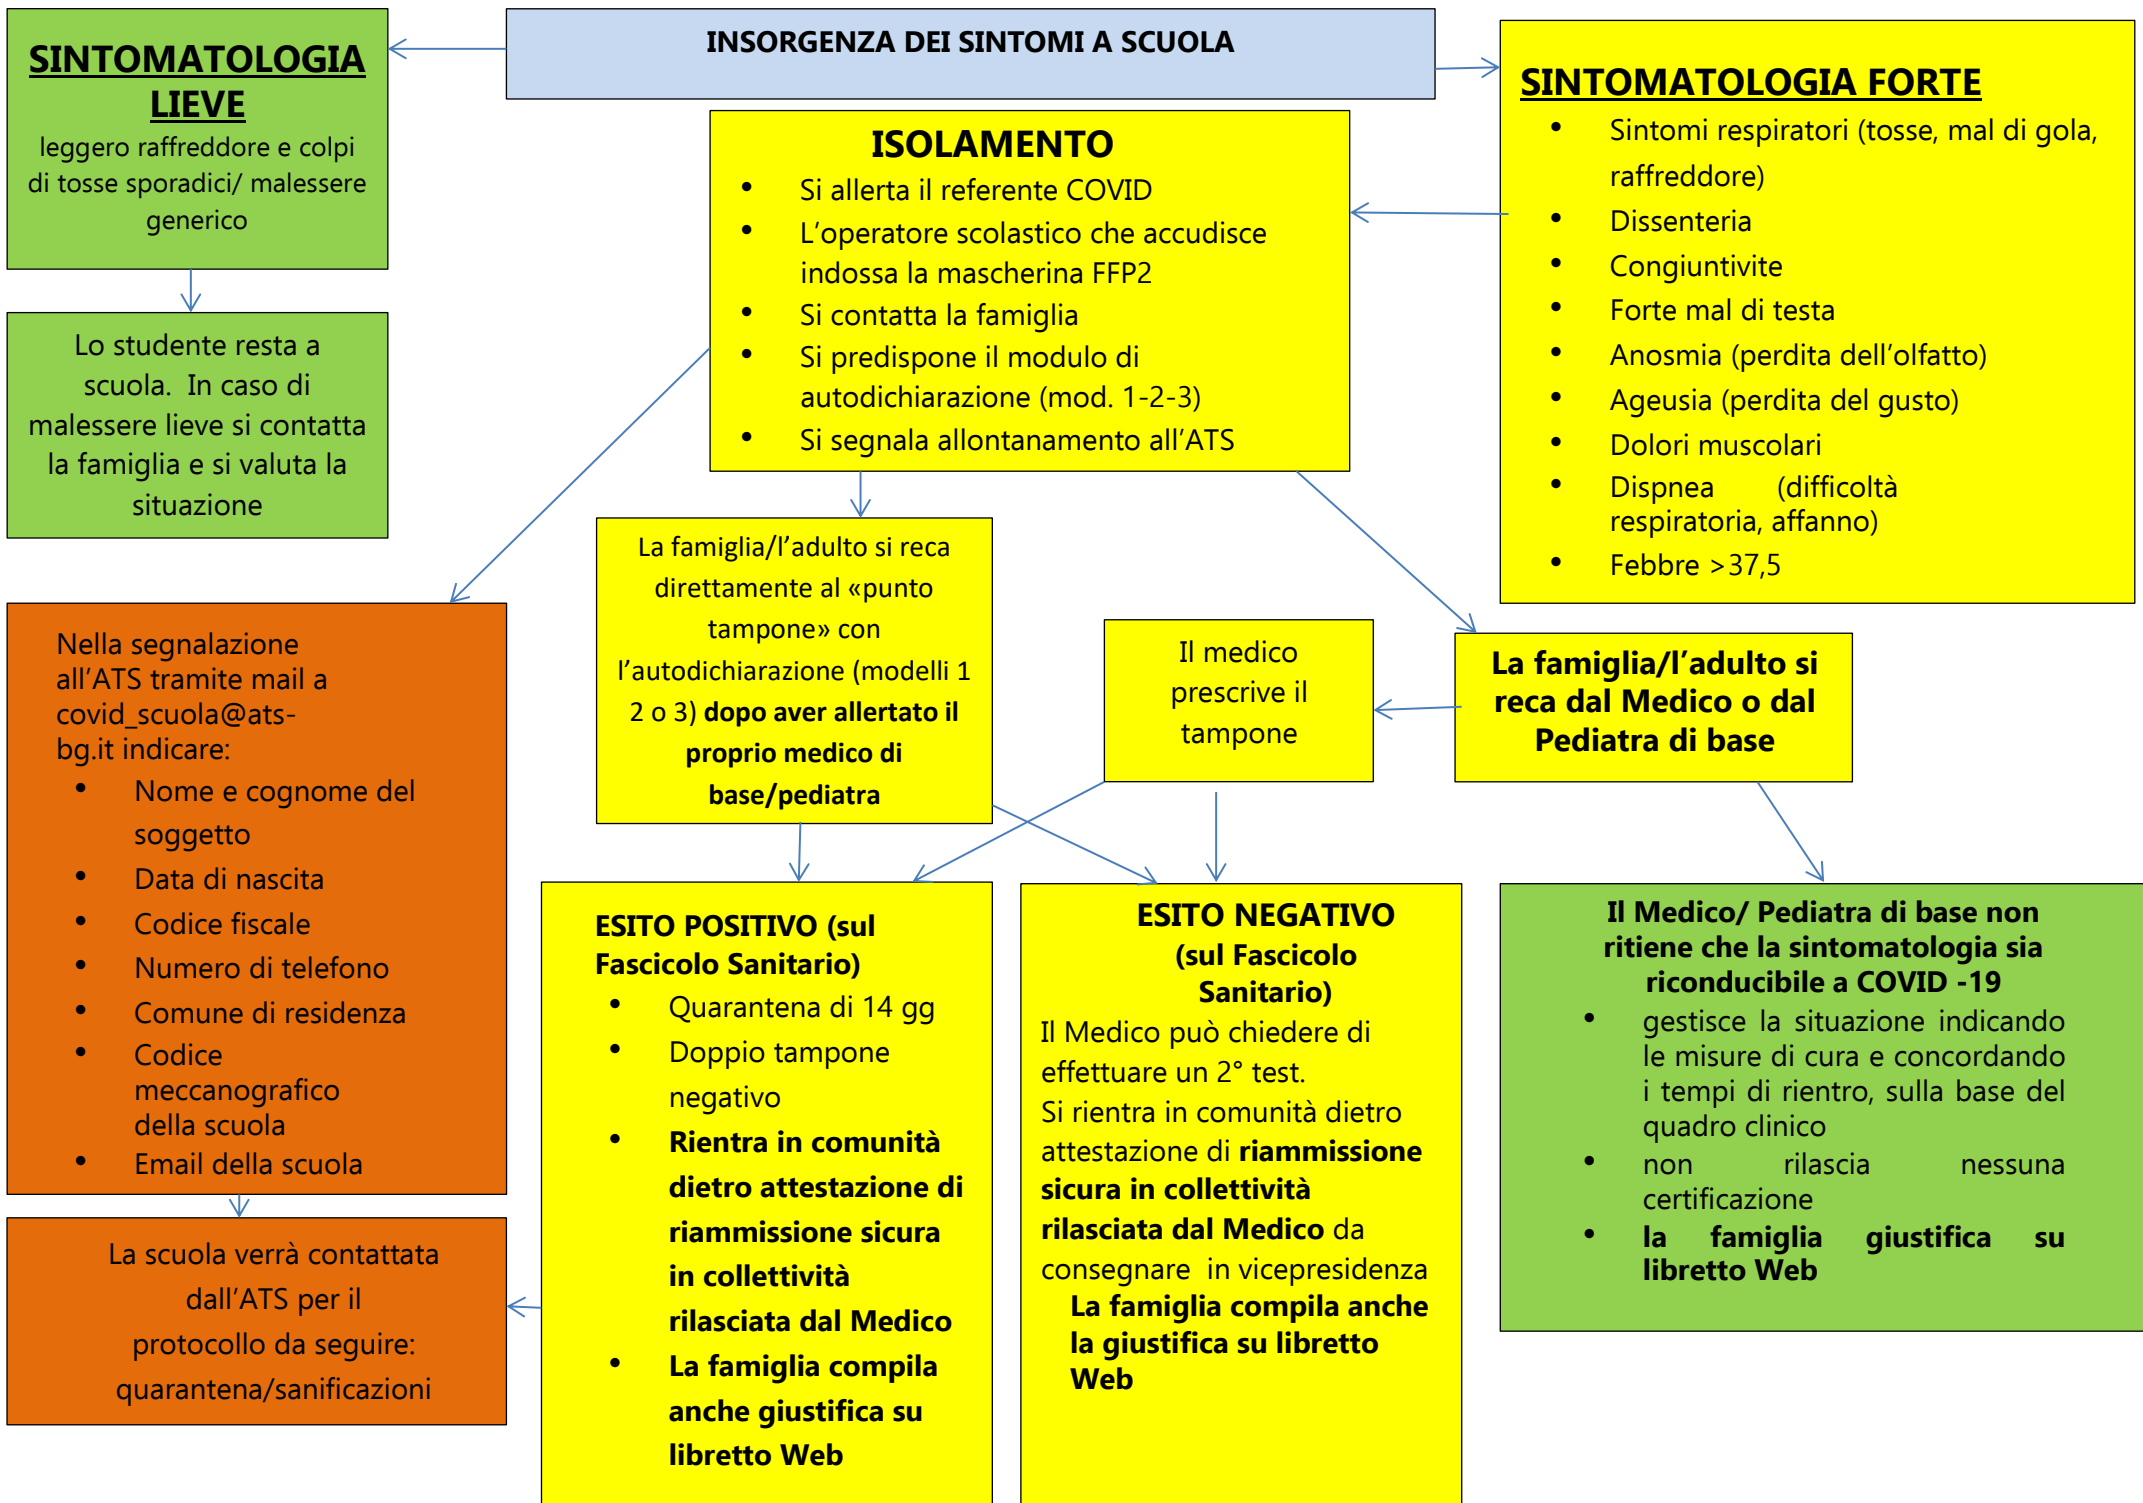 INSORGENZA DEI SINTOMI A SCUOLA
SINTOMATOLOGIA
LIEVE
leggero raffreddore e colpi
di tosse sporadici/ malessere
generico
Lo studente resta a
scuola.  In caso di
malessere lieve si contatta
la famiglia e si valuta la
situazione
SINTOMATOLOGIA FORTE
• Sintomi respiratori (tosse, mal di gola,
raffreddore)
• Dissenteria
• Congiuntivite
• Forte mal di testa
• Anosmia (perdita dell’olfatto)
• Ageusia (perdita del gusto)
• Dolori muscolari
• Dispnea (difficoltà
respiratoria, affanno)
• Febbre >37,5
ISOLAMENTO
• Si allerta il referente COVID
• L’operatore scolastico che accudisce
indossa la mascherina FFP2
• Si contatta la famiglia
• Si predispone il modulo di
autodichiarazione (mod. 1-2-3)
• Si segnala allontanamento all’ATS
La famiglia/l’adulto si reca
direttamente al «punto
tampone» con
l’autodichiarazione (modelli 1
2 o 3) dopo aver allertato il
proprio medico di
base/pediatra
Il medico
prescrive il
tampone
La famiglia/l’adulto si
reca dal Medico o dal
Pediatra di base
Nella segnalazione
all’ATS tramite mail a
covid_scuola@ats-
bg.it indicare:
• Nome e cognome del
soggetto
• Data di nascita
• Codice fiscale
• Numero di telefono
• Comune di residenza
• Codice
meccanografico
della scuola
• Email della scuola
La scuola verrà contattata
dall’ATS per il
protocollo da seguire:
quarantena/sanificazioni
ESITO POSITIVO (sul
Fascicolo Sanitario)
• Quarantena di 14 gg
• Doppio tampone
negativo
• Rientra in comunità
dietro attestazione di
riammissione sicura
in collettività
rilasciata dal Medico
• La famiglia compila
anche giustifica su
libretto Web
ESITO NEGATIVO
(sul Fascicolo
Sanitario)
Il Medico può chiedere di
effettuare un 2° test.
Si rientra in comunità dietro
attestazione di riammissione
sicura in collettività
rilasciata dal Medico da
consegnare  in vicepresidenza
La famiglia compila anche
la giustifica su libretto
Web
Il Medico/ Pediatra di base non
ritiene che la sintomatologia sia
riconducibile a COVID -19
• gestisce la situazione indicando
le misure di cura e concordando
i tempi di rientro, sulla base del
quadro clinico
• non rilascia nessuna
certificazione
• la famiglia giustifica su
libretto Web